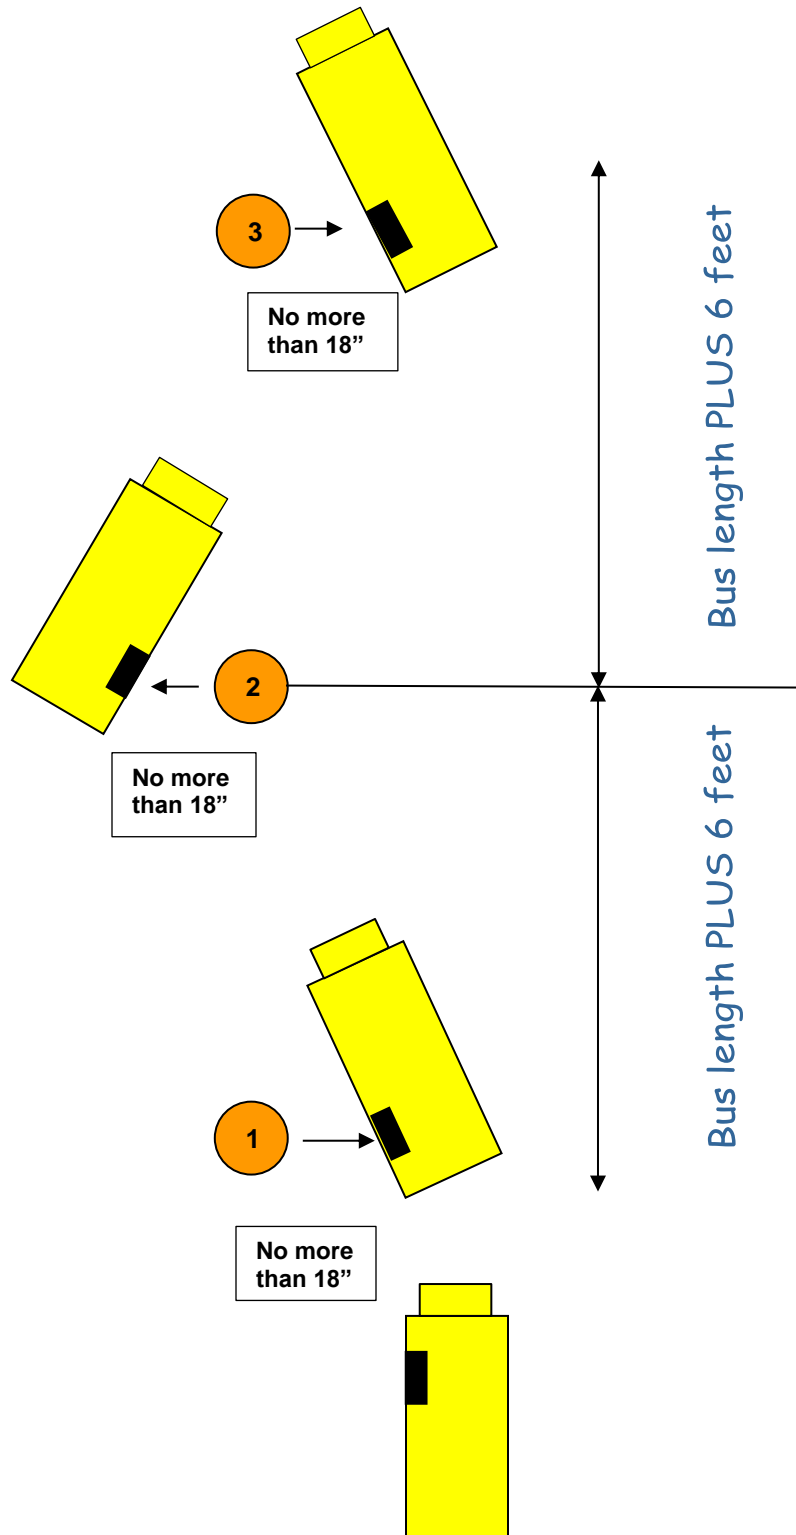 3
No more
than 18”
Bus length PLUS 6 feet
2
No more
than 18”
Bus length PLUS 6 feet
1
No more
than 18”